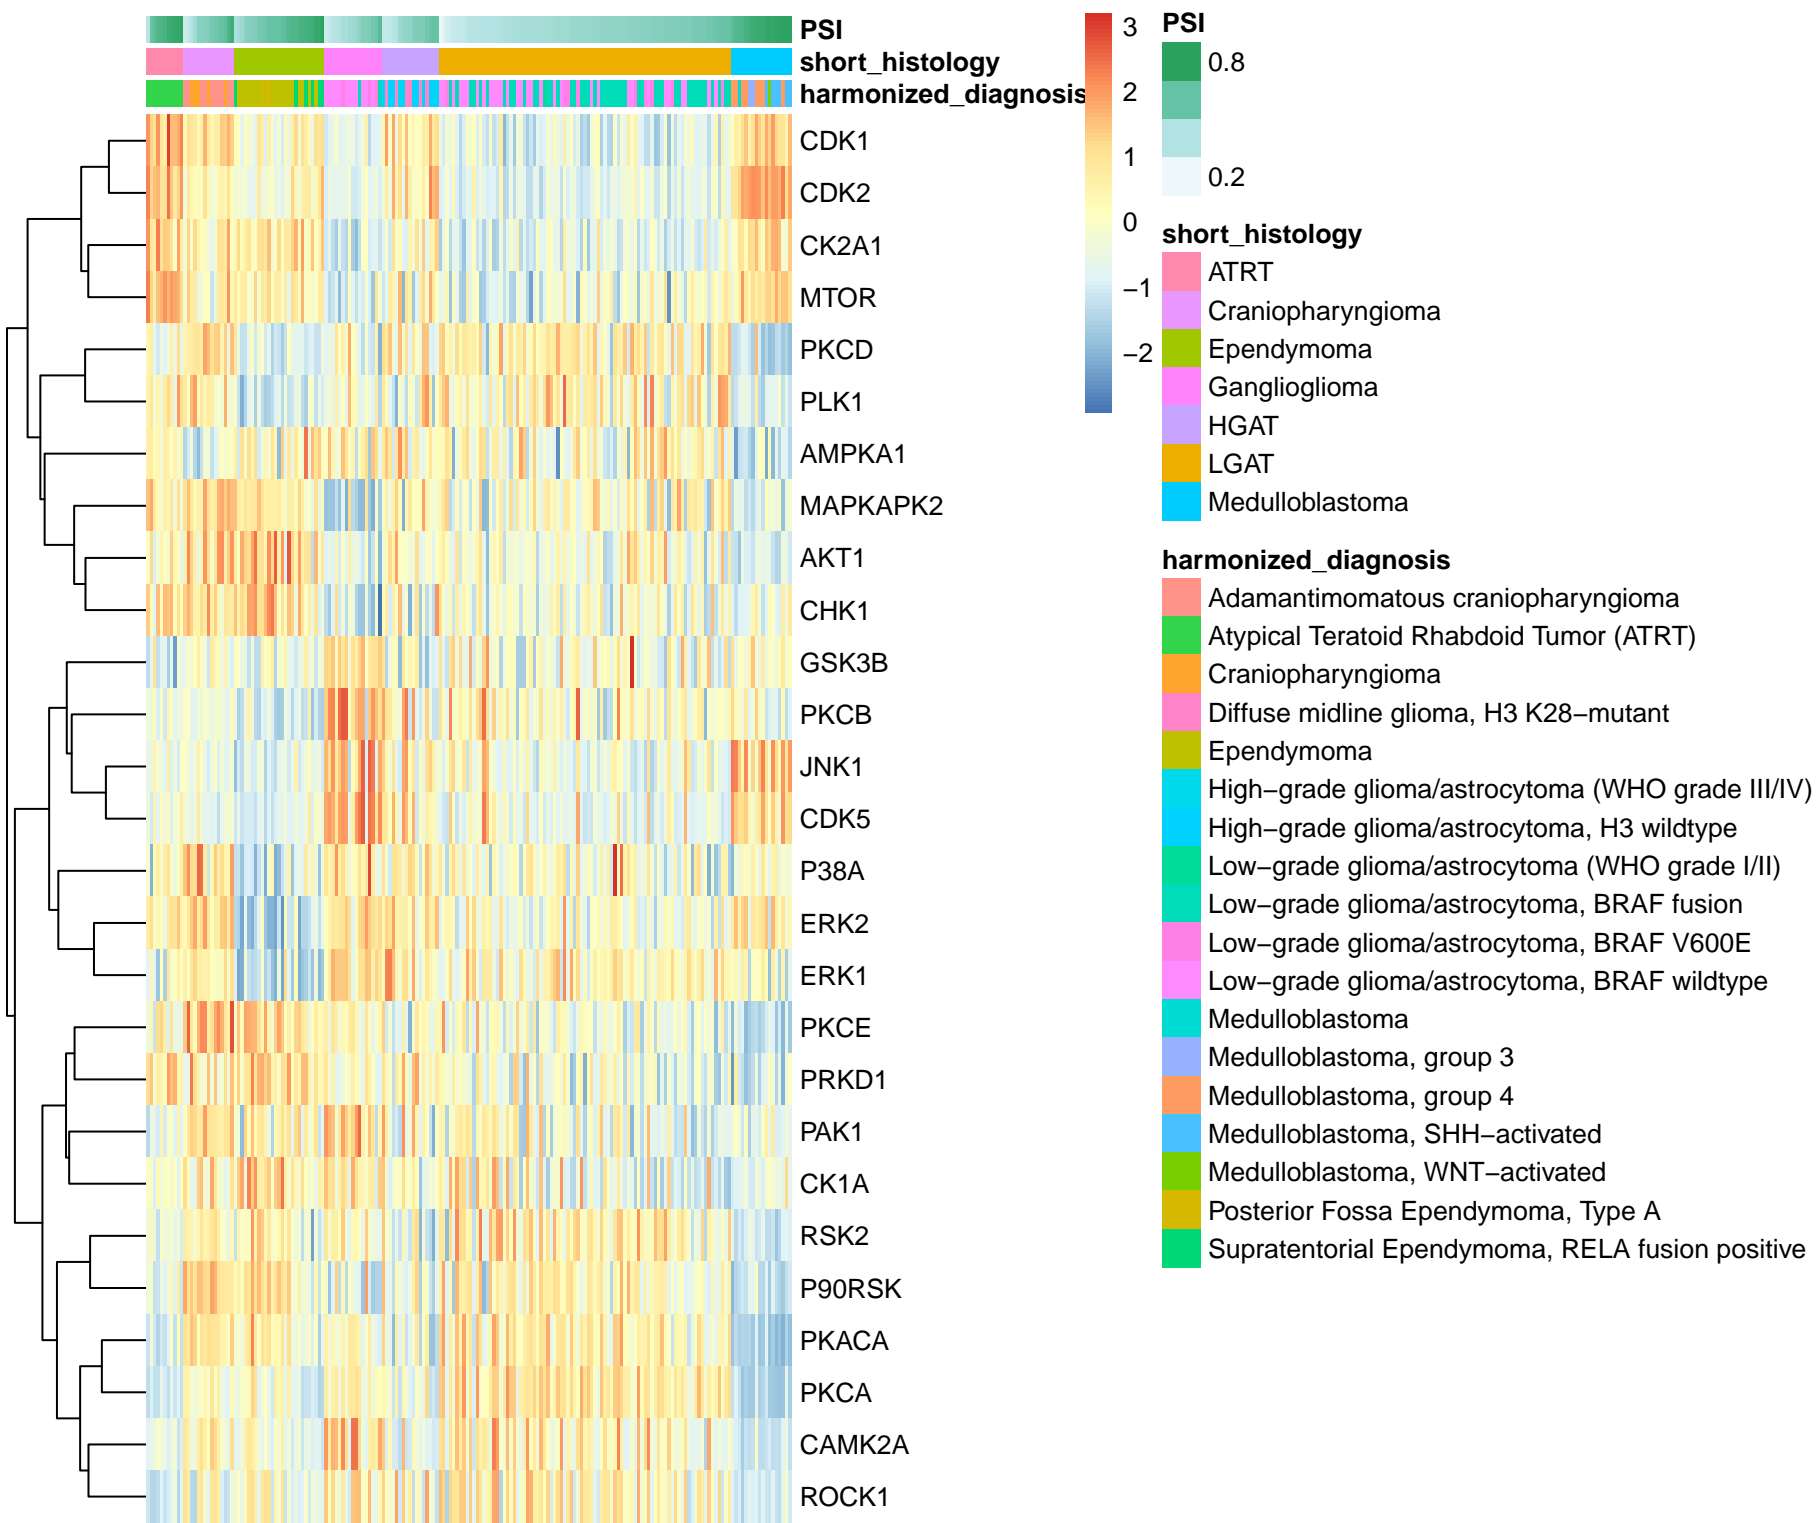 PSI
short_histology
harmonized_diagnosis
CDK1
CDK2
CK2A1
MTOR
PKCD
PLK1
AMPKA1
MAPKAPK2
AKT1
CHK1
GSK3B
PKCB
JNK1
CDK5
P38A
ERK2
ERK1
PKCE
PRKD1
PAK1
CK1A
RSK2
P90RSK
PKACA
PKCA
CAMK2A
ROCK1
3
2
1
0
−1
−2
PSI
0.8
0.2
short_histology
ATRT
Craniopharyngioma
Ependymoma
Ganglioglioma
HGAT
LGAT
Medulloblastoma
harmonized_diagnosis
Adamantimomatous craniopharyngioma
Atypical Teratoid Rhabdoid Tumor (ATRT)
Craniopharyngioma
Diffuse midline glioma, H3 K28−mutant
Ependymoma
High−grade glioma/astrocytoma (WHO grade III/IV)
High−grade glioma/astrocytoma, H3 wildtype
Low−grade glioma/astrocytoma (WHO grade I/II)
Low−grade glioma/astrocytoma, BRAF fusion
Low−grade glioma/astrocytoma, BRAF V600E
Low−grade glioma/astrocytoma, BRAF wildtype
Medulloblastoma
Medulloblastoma, group 3
Medulloblastoma, group 4
Medulloblastoma, SHH−activated
Medulloblastoma, WNT−activated
Posterior Fossa Ependymoma, Type A
Supratentorial Ependymoma, RELA fusion positive